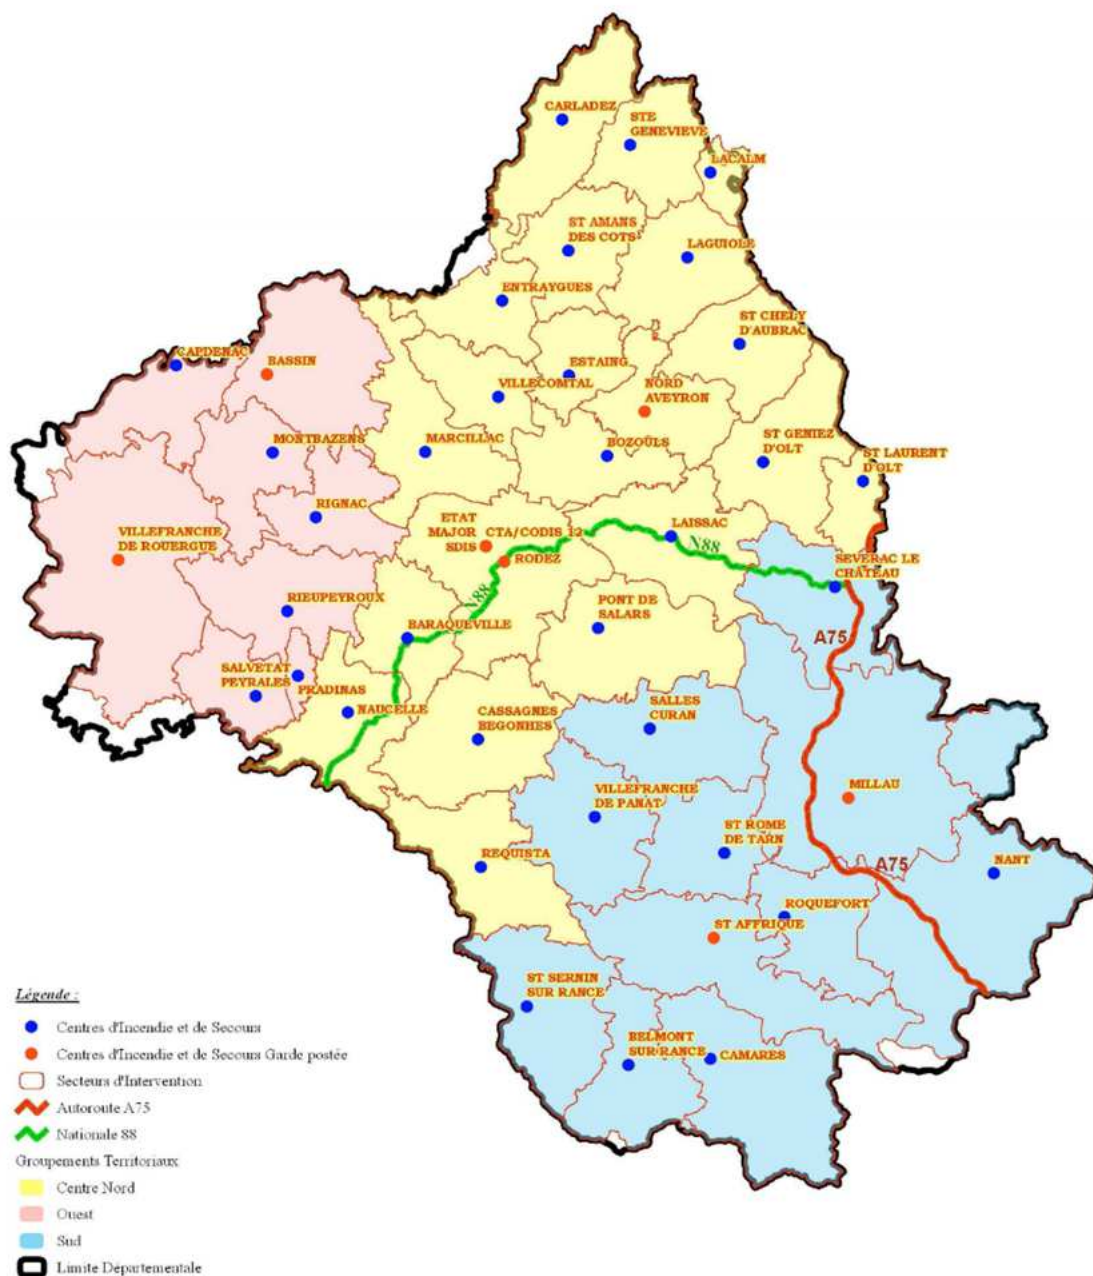 CARLADEZ
STE
GENEVIEVE
LACALM
ST AMANS
DES COTS
LAGUIOLE
ENTRAYGUES
ST CHELY
D'AUBRAC
CAPDENAC
BASSIN
ESTAING
VILLECOMTAL
NORD
AVEYRON
MONTBAZENS
MARCILLAC
BOZOULS
ST GENIEZ
D'OLT
ST LAURENT
D'OLT
RIGNAC
VILLEFRANCHE
DE ROUERGUE
ETAT
MAJOR
SDIS
CTA/CODIS 12
RODEZ
LAISSAC
N88
SEVERAC LE
CHÂTEAU
N88
RIEUPEYROUX
BARAQUEVILLE
PONT DE
SALARS
A75
SALVETAT
PEYRALES
PRADINAS
NAUCELLE
CASSAGNES
BEGONHES
SALLES
CURAN
VILLEFRANCHE
DE PANAT
MILLAU
ST ROME
DE TARN
REQUISTA
A75
NANT
ROQUEFORT
ST AFFRIQUE
ST SERNIN
SUR RANCE
BELMONT
SUR RANCE
CAMARES
Légende :
Centres d'Incendie et de Secours
Centres d'Incendie et de Secours Garde postée
Secteurs d'Intervention
Autoroute A75
Nationale 88
Groupements Territoriaux
Centre Nord
Ouest
Sud
Limite Départementale